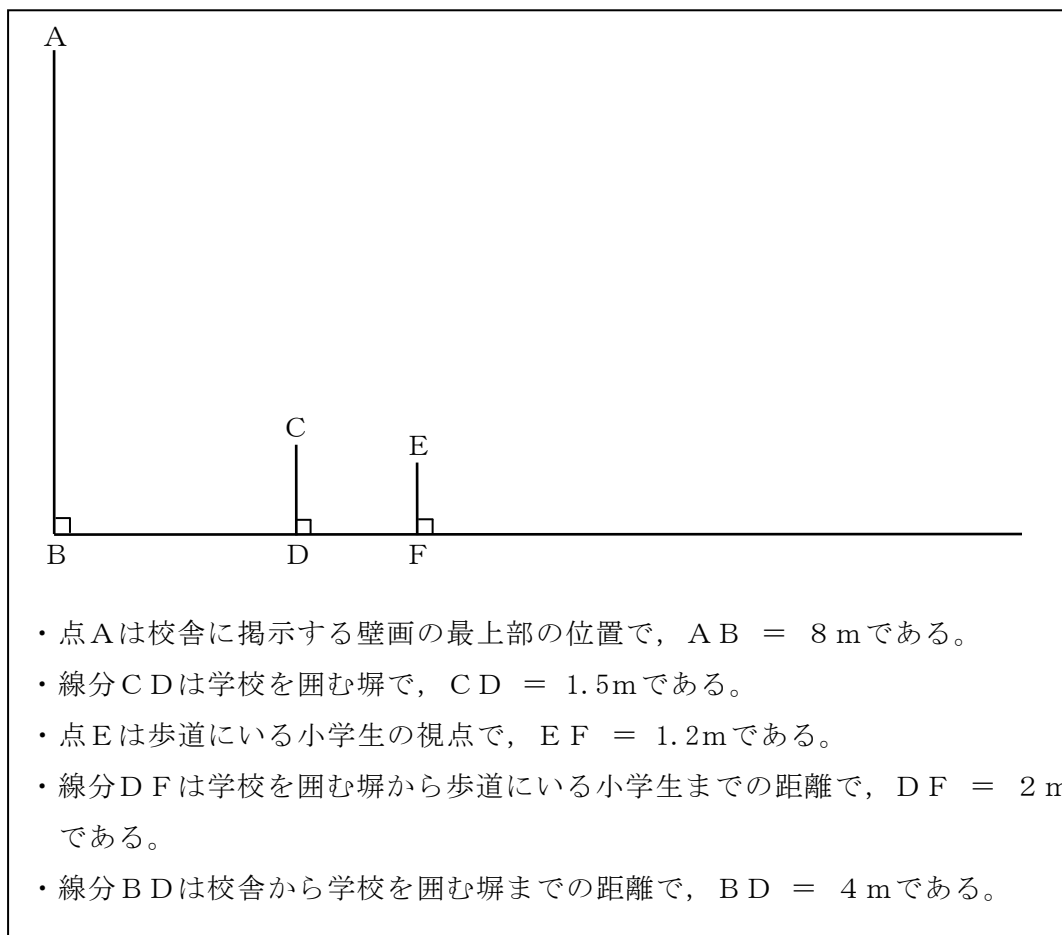 A
C
E
B D F
・点Aは校舎に掲示する壁画の最上部の位置で，AB ＝ 8mである。
・線分CDは学校を囲む塀で，CD ＝ 1.5mである。
・点Eは歩道にいる小学生の視点で，EF ＝ 1.2mである。
・線分DFは学校を囲む塀から歩道にいる小学生までの距離で，DF ＝ 2m
である。
・線分BDは校舎から学校を囲む塀までの距離で，BD ＝ 4mである。